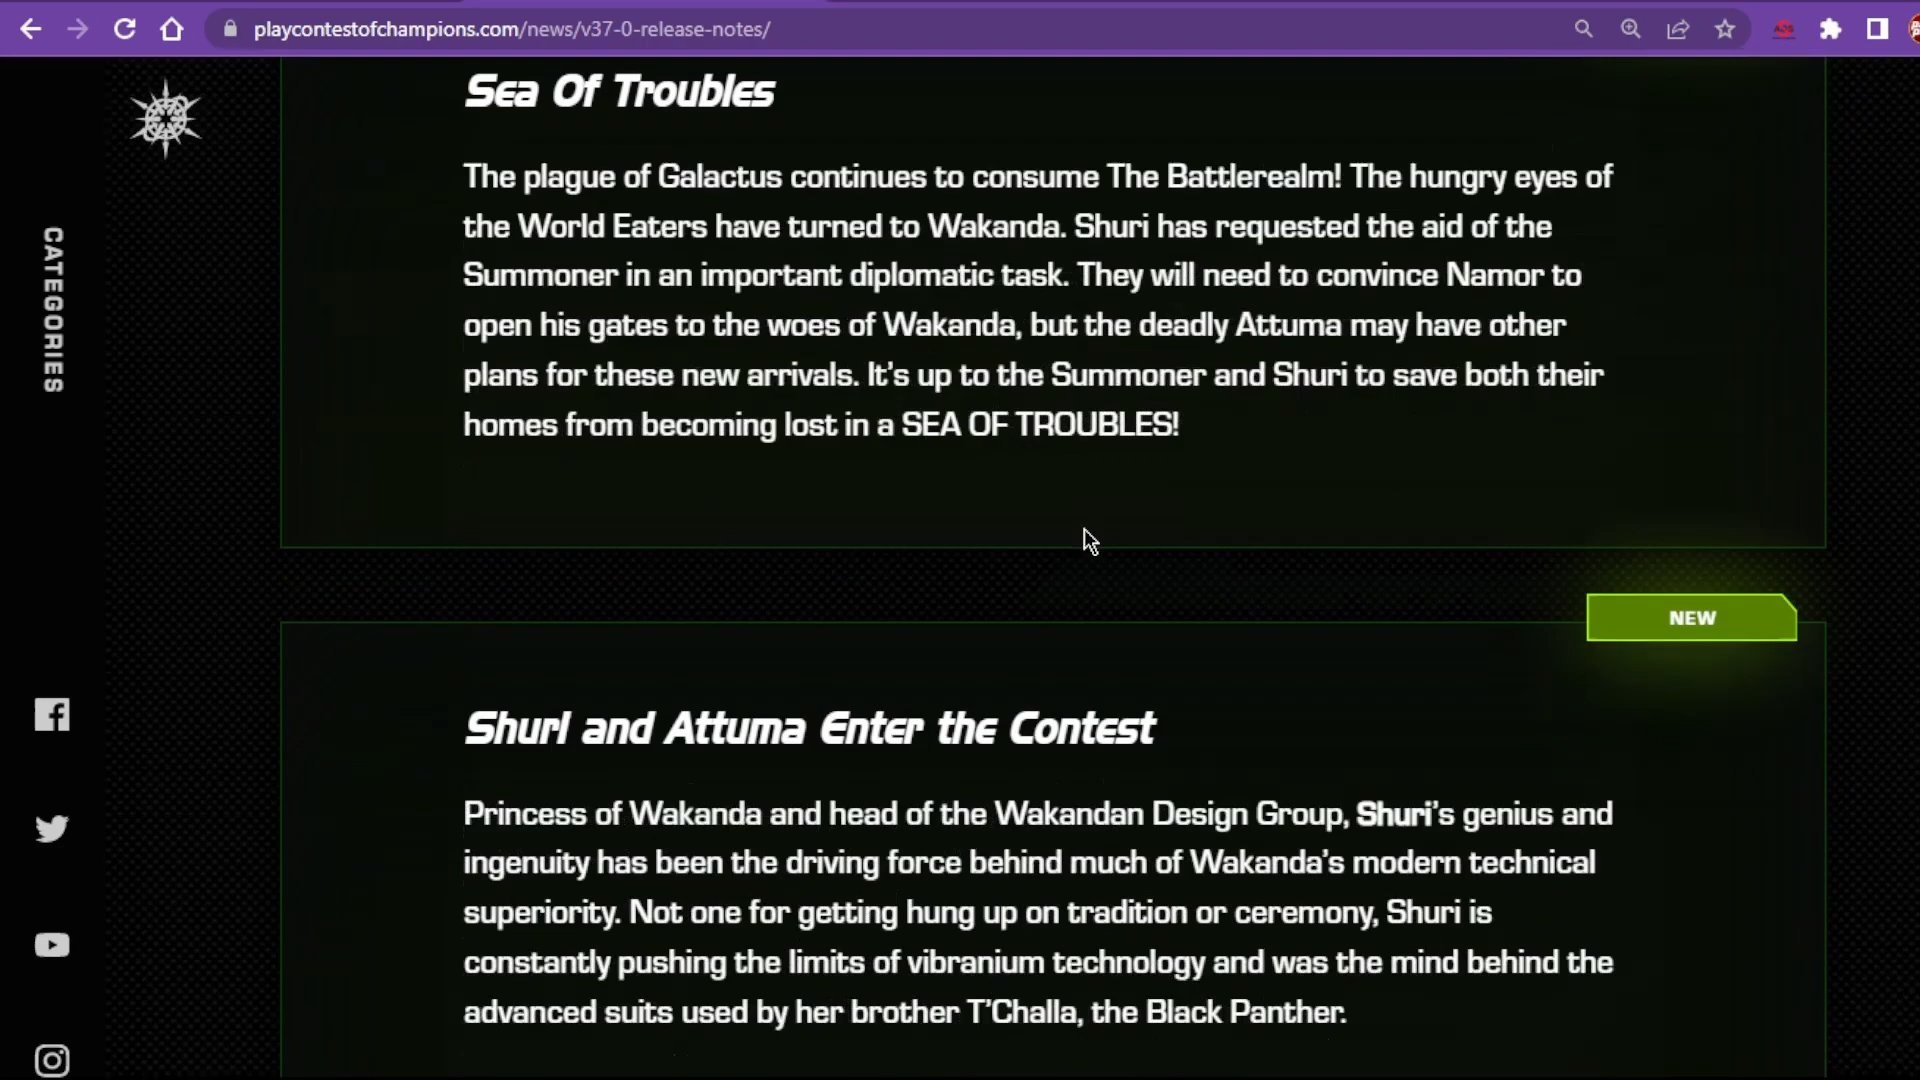 playcontestofchampions.com/news/v37-0-release-notes/
Sea Of Troubles
The plague of Galactus continues to consume The Battlerealm! The hungry eyes of
the World Eaters have turned to Wakanda. Shuri has requested the aid of the
Summoner in an important diplomatic task. They will need to convince Namor to
open his gates to the woes of Wakanda, but the deadly Attuma may have other
plans for these new arrivals. It's up to the Summoner and Shuri to save both their
homes from becoming lost in a SEA OF TROUBLES!
CATEGORIES
NEW
Shuri and Attuma Enter the Contest
Princess of Wakanda and head of the Wakandan Design Group, Shuri's genius and
ingenuity has been the driving force behind much of Wakanda's modern technical
superiority. Not one for getting hung up on tradition or ceremony, Shuri is
constantly pushing the limits of vibranium technology and was the mind behind the
advanced suits used by her brother T'Challa, the Black Panther.